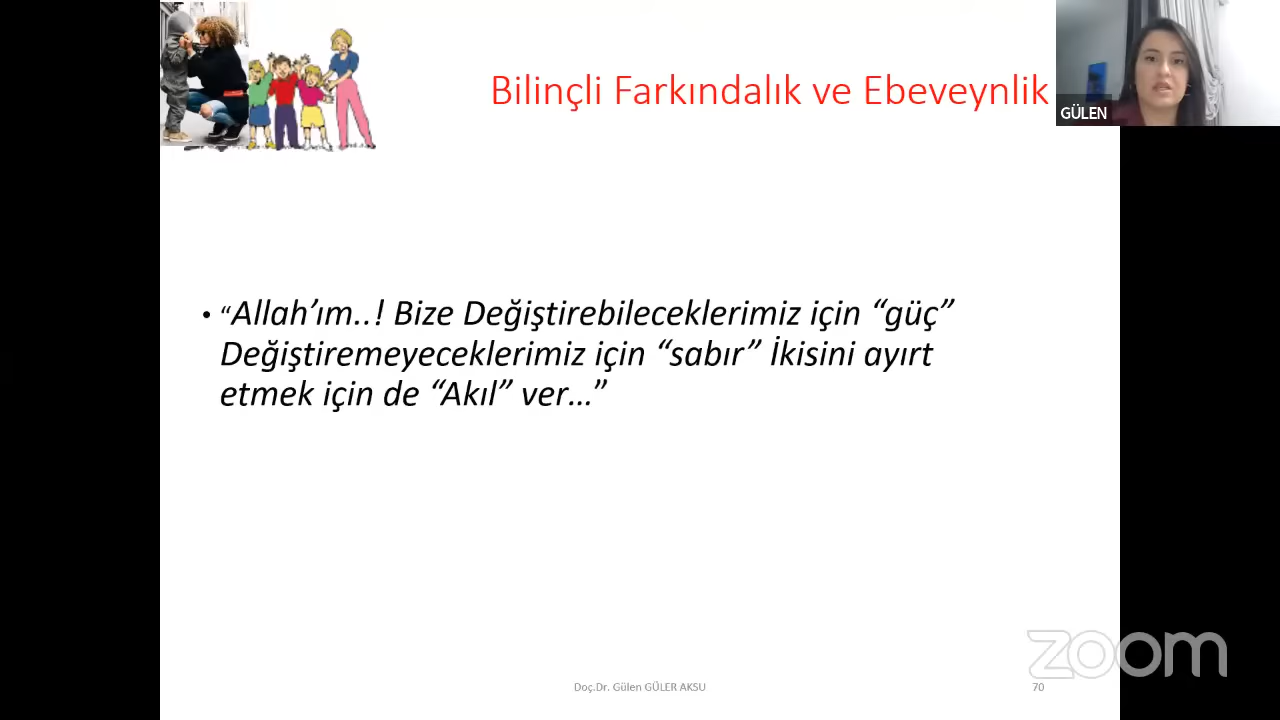 Bilinçli Farkındalık ve Ebeveynlik
GÜLEN
• “Allah’ım..! Bize Değiştirebileceklerimiz için “güç”
Değiştiremeyeceklerimiz için “sabır” İkisini ayırt
etmek için de “Akıl” ver…”
zoom
Doç.Dr. Gülen GÜLER AKSU
70